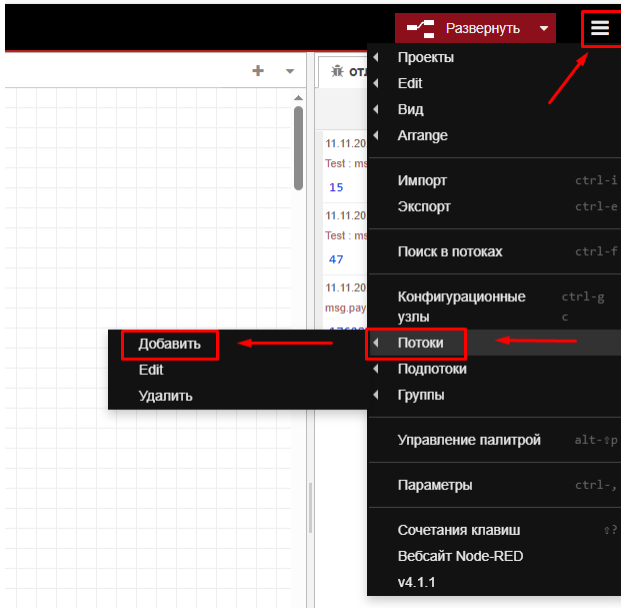 Развернуть
Проекты
Edit
Вид
Arrange
Импорт ctrl-i
Экспорт ctrl-e
Поиск в потоках ctrl-f
Конфигурационные ctrl-g
узлы c
Потоки
Подпотоки
Группы
Управление палитрой alt-⇧p
Параметры ctrl-,
Сочетания клавиш ⇧?
Вебсайт Node-RED
v4.1.1
Добавить
Edit
Удалить
11.11.20
Test : ms
15
11.11.20
Test : ms
47
11.11.20
msg.pay